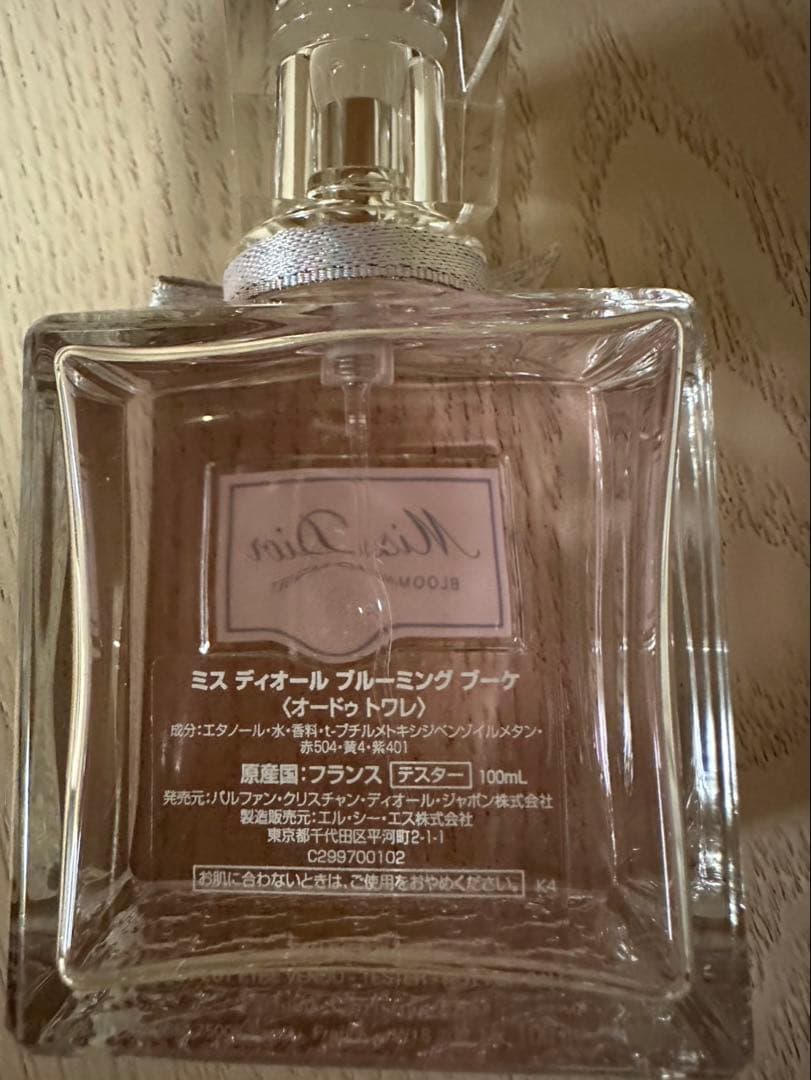 Miss Dior
BLOOM
ミス ディオール ブルーミング ブーケ
〈オードゥ トワレ〉
成分:エタノール・水・香料・t-ブチルメトキシジベンゾイルメタン・
赤504・黄4・紫401
原産国:フランス テスター 100mL
発売元:パルファン・クリスチャン・ディオール・ジャポン株式会社
製造販売元:エル・シー・エス株式会社
東京都千代田区平河町2-1-1
C299700102
お肌に合わないときは、ご使用をおやめください。 K4
TESTER